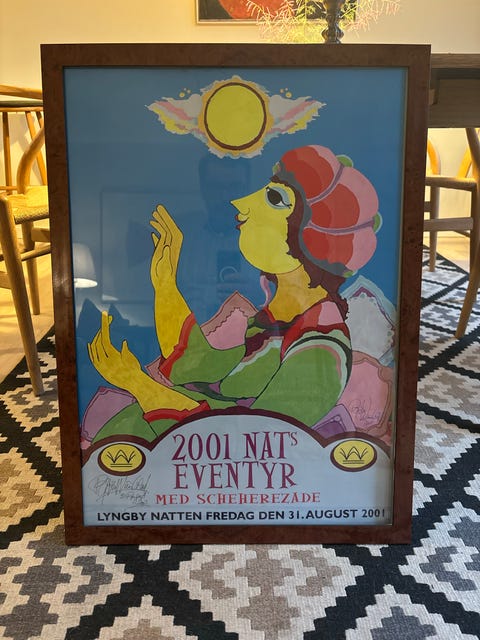 2001 NAT's
EVENTYR
MED SCHEHEREZADE
LYNGBY NATTEN FREDAG DEN 31. AUGUST 2001